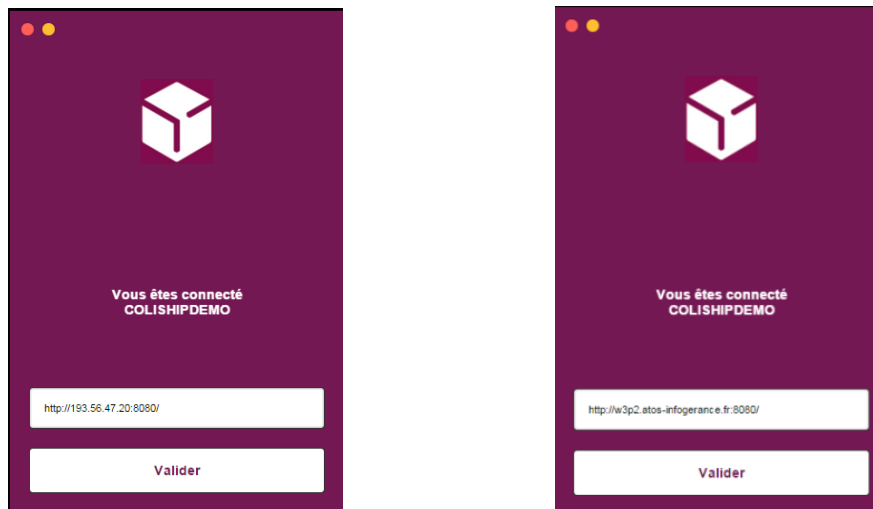 Vous êtes connecté
COLISHIPDEMO
http://193.56.47.20:8080/
Valider
Vous êtes connecté
COLISHIPDEMO
http://w3p2.atos-infogerance.fr:8080/
Valider